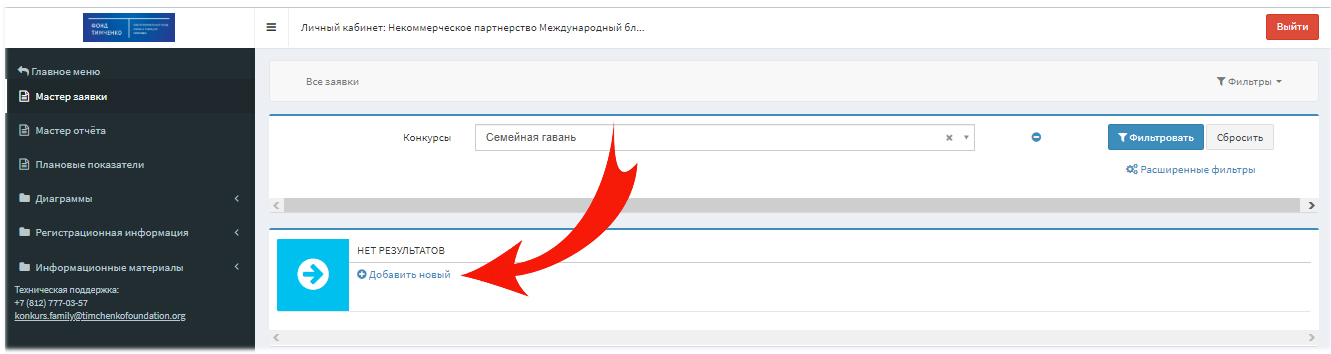 ФОНД
ТИМЧЕНКО
Личный кабинет: Некоммерческое партнерство Международный бл...
Выйти
Главное меню
Мастер заявки
Мастер отчёта
Плановые показатели
Диаграммы
Регистрационная информация
Информационные материалы
Техническая поддержка:
+7 (812) 777-03-57
konkurs.family@timchenkofoundation.org
Все заявки
Фильтры
Конкурсы
Семейная гавань
Фильтровать
Сбросить
Расширенные фильтры
НЕТ РЕЗУЛЬТАТОВ
Добавить новый